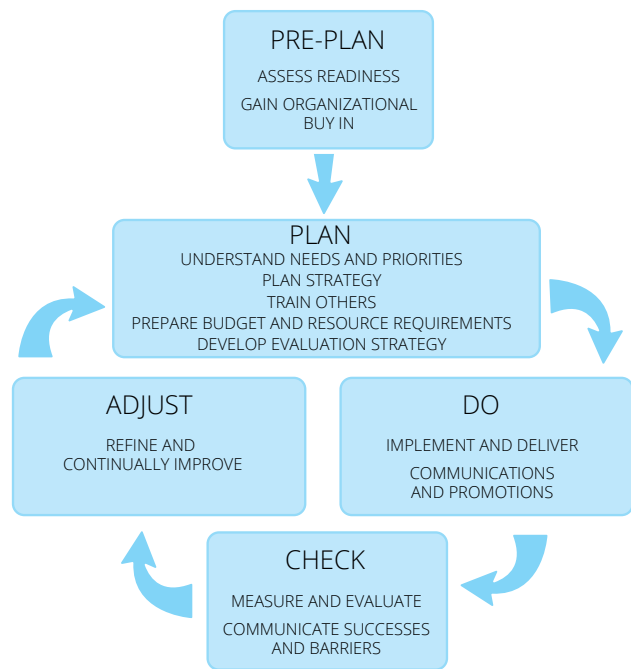 PRE-PLAN
ASSESS READINESS
GAIN ORGANIZATIONAL
BUY IN
PLAN
UNDERSTAND NEEDS AND PRIORITIES
PLAN STRATEGY
TRAIN OTHERS
PREPARE BUDGET AND RESOURCE REQUIREMENTS
DEVELOP EVALUATION STRATEGY
ADJUST
REFINE AND
CONTINUALLY IMPROVE
DO
IMPLEMENT AND DELIVER
COMMUNICATIONS
AND PROMOTIONS
CHECK
MEASURE AND EVALUATE
COMMUNICATE SUCCESSES
AND BARRIERS